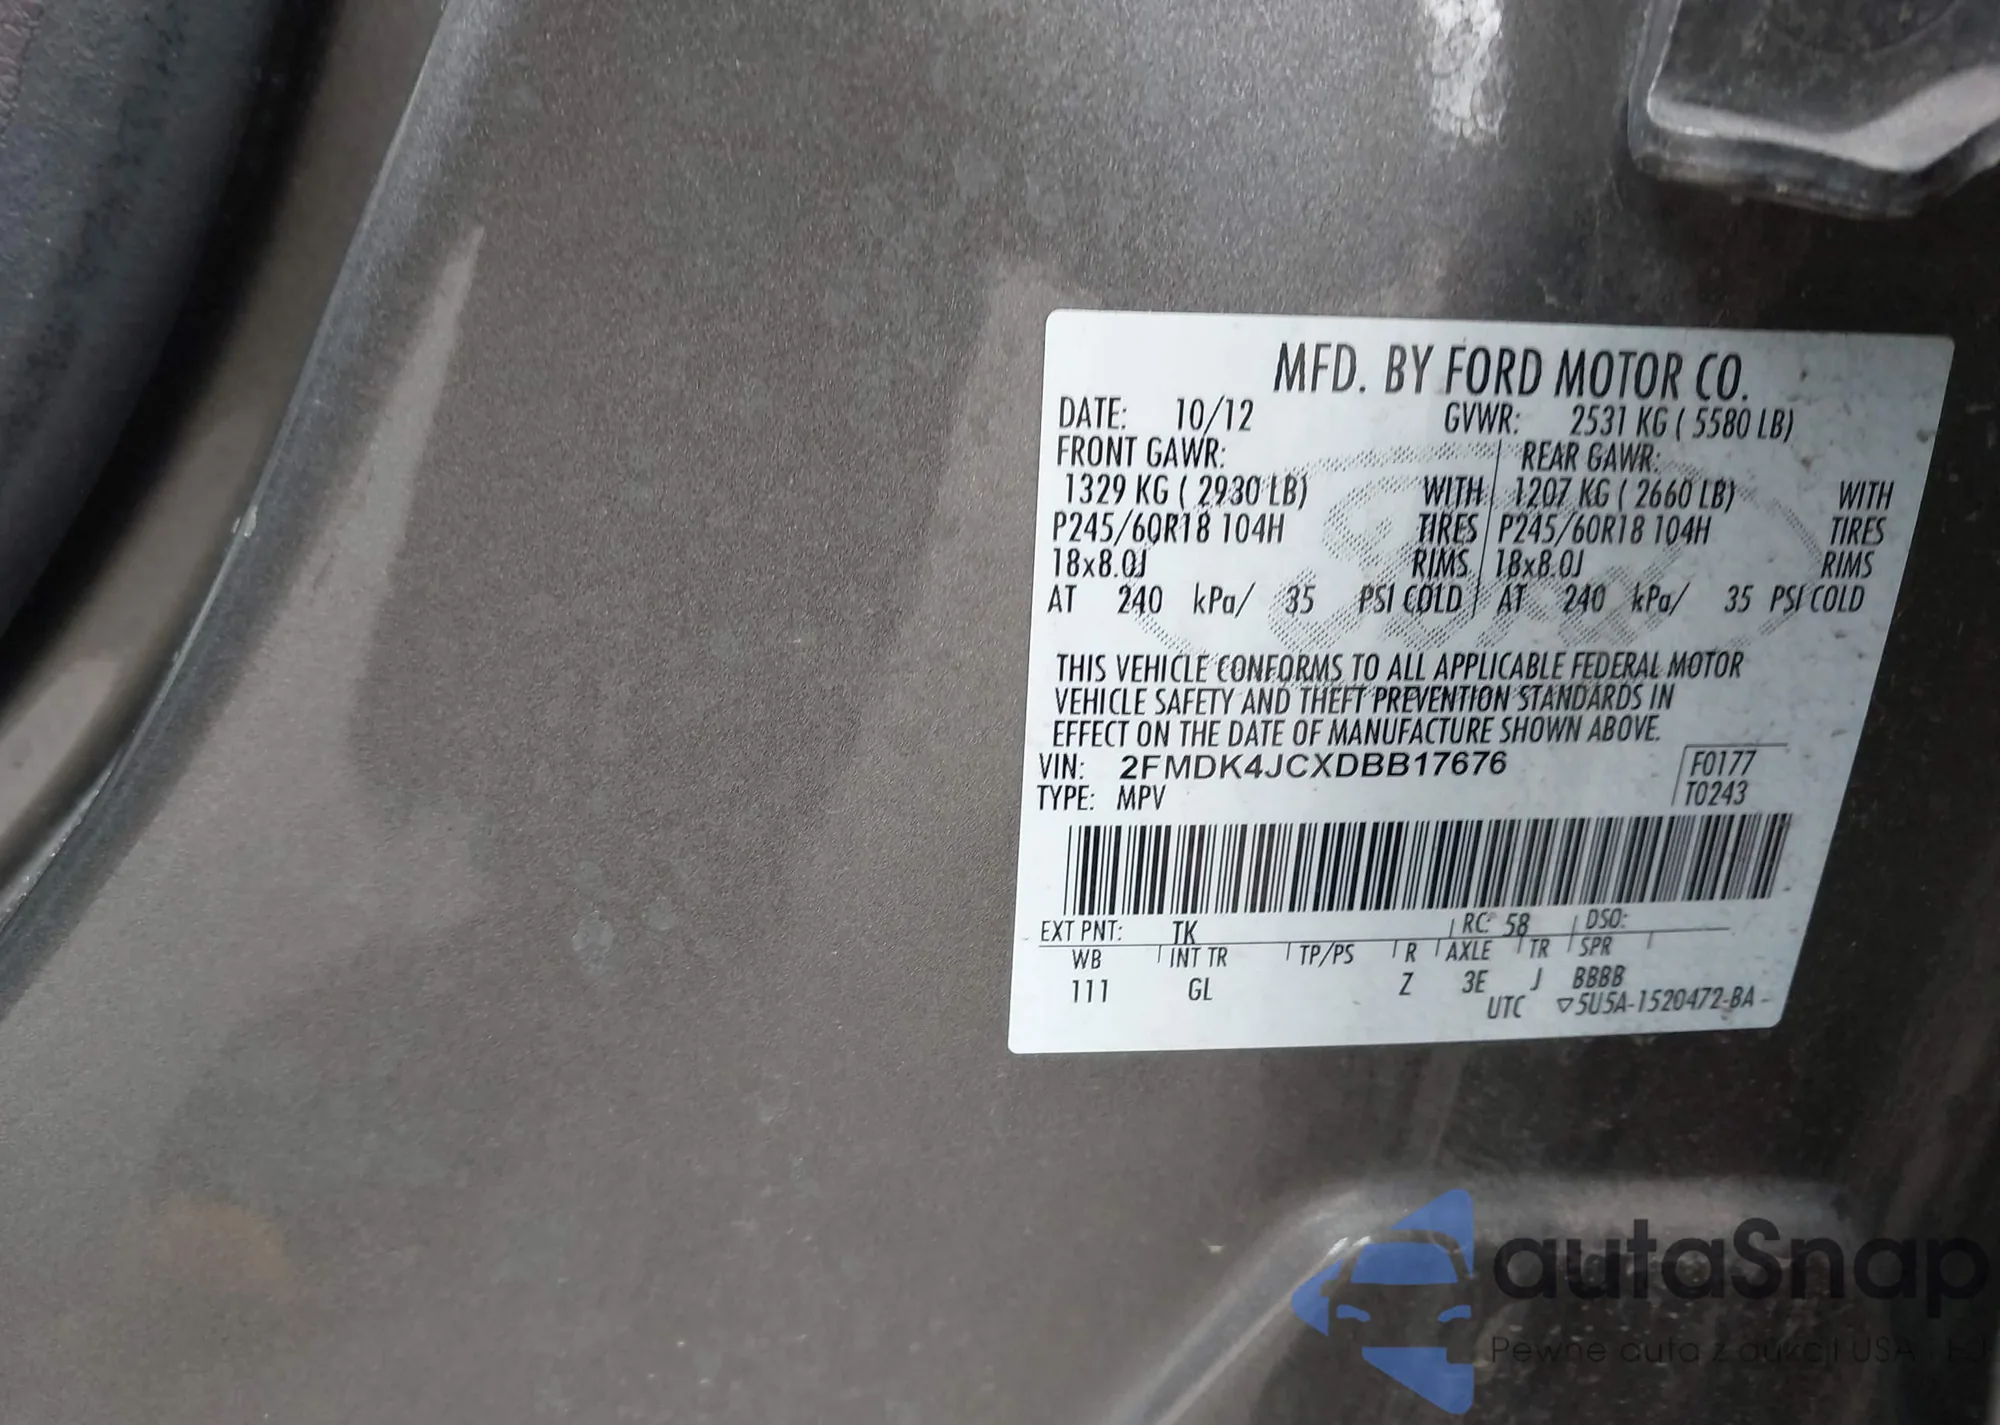 MFD. BY FORD MOTOR CO.
DATE: 10/12 GVWR: 2531 KG ( 5580 LB)
FRONT GAWR: REAR GAWR:
1329 KG ( 2930 LB) WITH 1207 KG ( 2660 LB) WITH
P245/60R18 104H TIRES P245/60R18 104H TIRES
18x8.0J RIMS 18x8.0J RIMS
AT 240 kPa/ 35 PSI COLD AT 240 kPa/ 35 PSI COLD
THIS VEHICLE CONFORMS TO ALL APPLICABLE FEDERAL MOTOR
VEHICLE SAFETY AND THEFT PREVENTION STANDARDS IN
EFFECT ON THE DATE OF MANUFACTURE SHOWN ABOVE.
VIN: 2FMDK4JCXDBB17676 F0177
TYPE: MPV T0243
EXT PNT: TK RC: 58 DSO:
WB INT TR TP/PS R AXLE TR SPR
111 GL Z 3E J BBBB
UTC ▽5U5A-1520472-BA
autaSnap
Pewne auta z aukcji USA